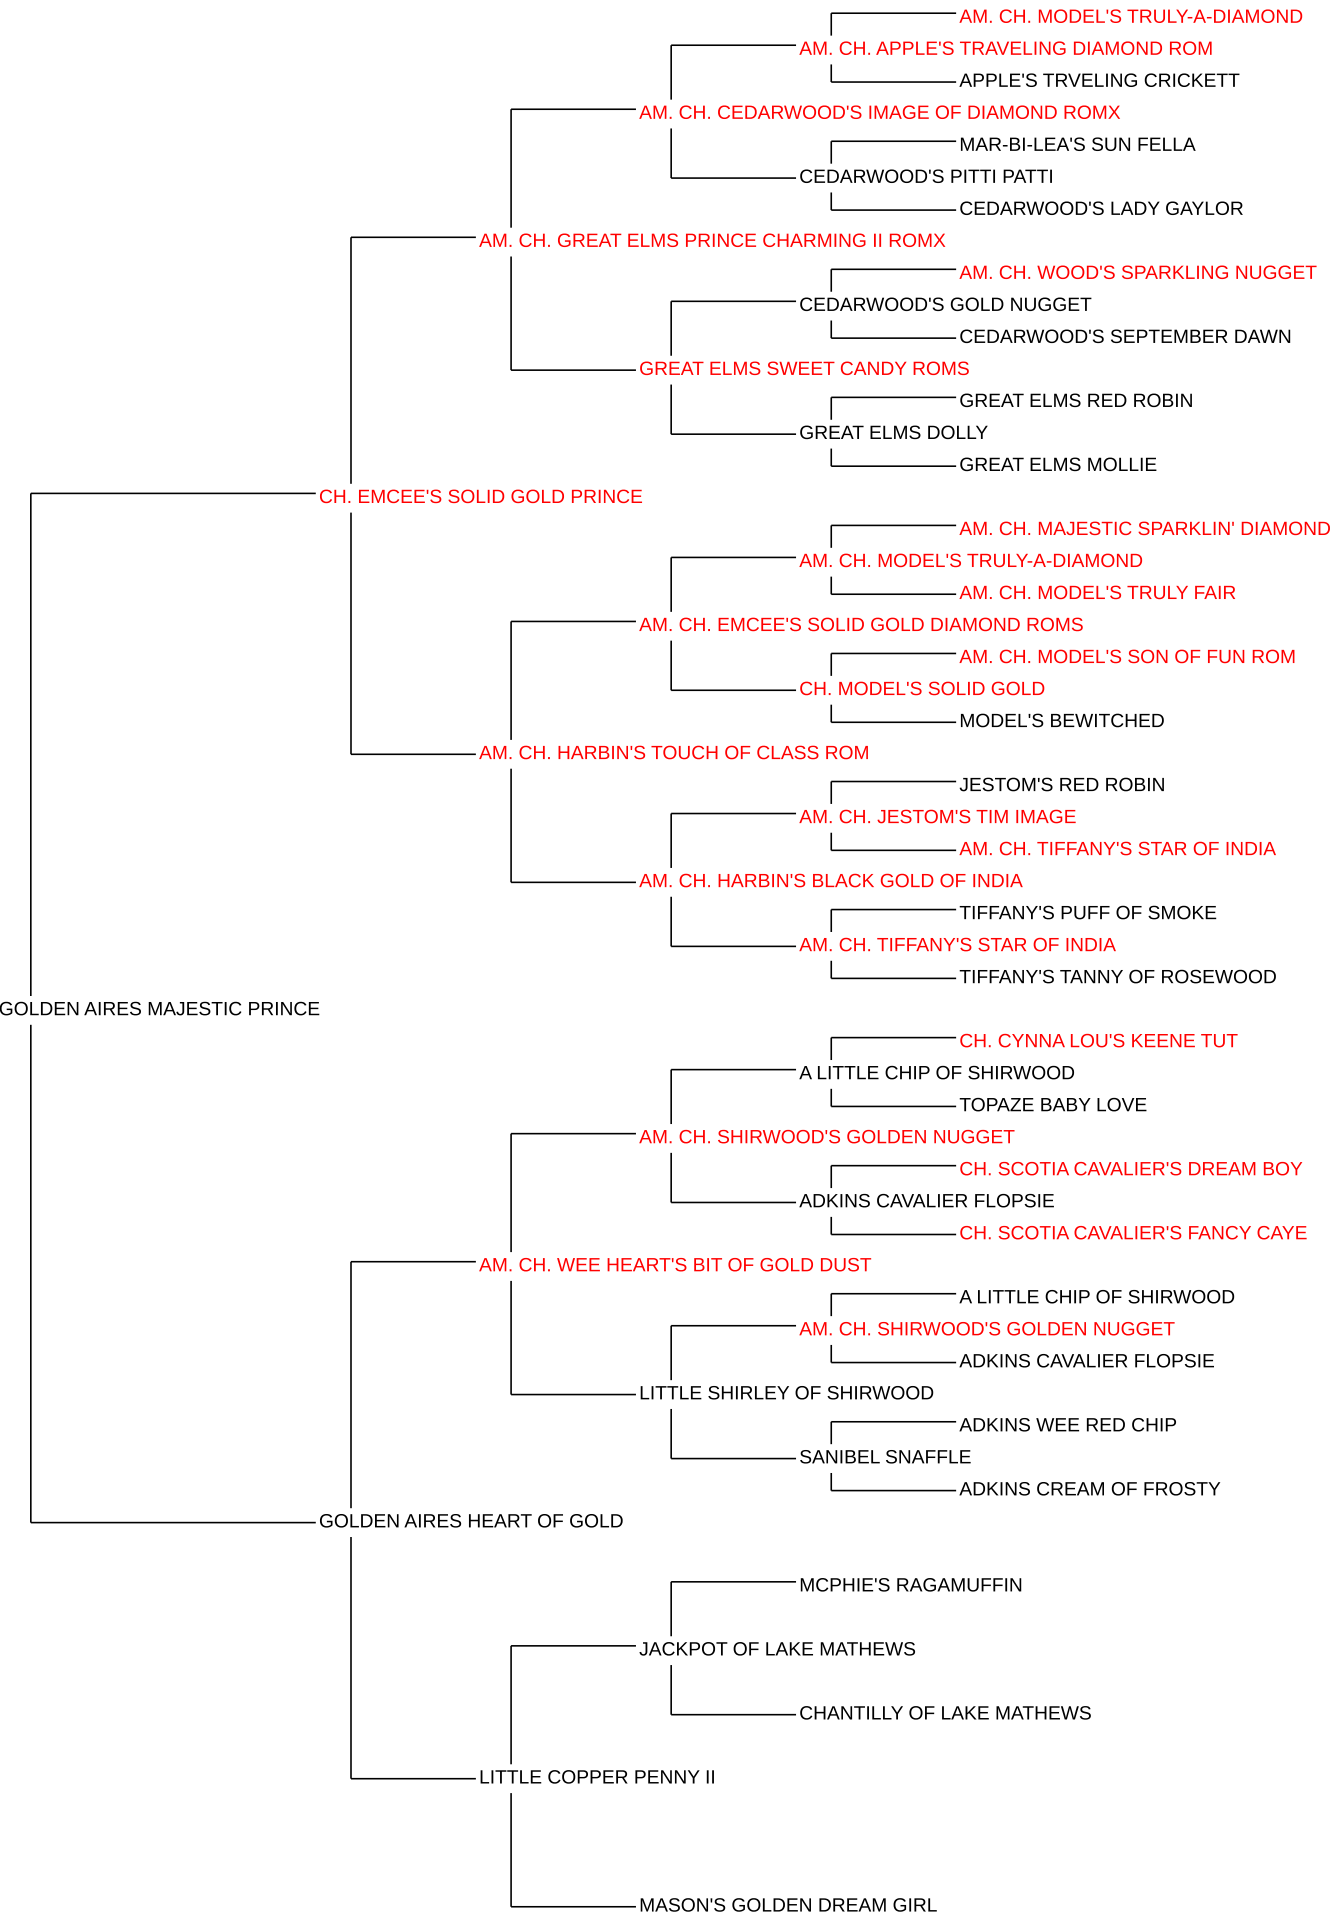 AM. CH. MODEL'S TRULY-A-DIAMOND
AM. CH. APPLE'S TRAVELING DIAMOND ROM
APPLE'S TRVELING CRICKETT
AM. CH. CEDARWOOD'S IMAGE OF DIAMOND ROMX
MAR-BI-LEA'S SUN FELLA
CEDARWOOD'S PITTI PATTI
CEDARWOOD'S LADY GAYLOR
AM. CH. GREAT ELMS PRINCE CHARMING II ROMX
AM. CH. WOOD'S SPARKLING NUGGET
CEDARWOOD'S GOLD NUGGET
CEDARWOOD'S SEPTEMBER DAWN
GREAT ELMS SWEET CANDY ROMS
GREAT ELMS RED ROBIN
GREAT ELMS DOLLY
GREAT ELMS MOLLIE
CH. EMCEE'S SOLID GOLD PRINCE
AM. CH. MAJESTIC SPARKLIN' DIAMOND
AM. CH. MODEL'S TRULY-A-DIAMOND
AM. CH. MODEL'S TRULY FAIR
AM. CH. EMCEE'S SOLID GOLD DIAMOND ROMS
AM. CH. MODEL'S SON OF FUN ROM
CH. MODEL'S SOLID GOLD
MODEL'S BEWITCHED
AM. CH. HARBIN'S TOUCH OF CLASS ROM
JESTOM'S RED ROBIN
AM. CH. JESTOM'S TIM IMAGE
AM. CH. TIFFANY'S STAR OF INDIA
AM. CH. HARBIN'S BLACK GOLD OF INDIA
TIFFANY'S PUFF OF SMOKE
AM. CH. TIFFANY'S STAR OF INDIA
TIFFANY'S TANNY OF ROSEWOOD
GOLDEN AIRES MAJESTIC PRINCE
CH. CYNNA LOU'S KEENE TUT
A LITTLE CHIP OF SHIRWOOD
TOPAZE BABY LOVE
AM. CH. SHIRWOOD'S GOLDEN NUGGET
CH. SCOTIA CAVALIER'S DREAM BOY
ADKINS CAVALIER FLOPSIE
CH. SCOTIA CAVALIER'S FANCY CAYE
AM. CH. WEE HEART'S BIT OF GOLD DUST
A LITTLE CHIP OF SHIRWOOD
AM. CH. SHIRWOOD'S GOLDEN NUGGET
ADKINS CAVALIER FLOPSIE
LITTLE SHIRLEY OF SHIRWOOD
ADKINS WEE RED CHIP
SANIBEL SNAFFLE
ADKINS CREAM OF FROSTY
GOLDEN AIRES HEART OF GOLD
MCPHIE'S RAGAMUFFIN
JACKPOT OF LAKE MATHEWS
CHANTILLY OF LAKE MATHEWS
LITTLE COPPER PENNY II
MASON'S GOLDEN DREAM GIRL